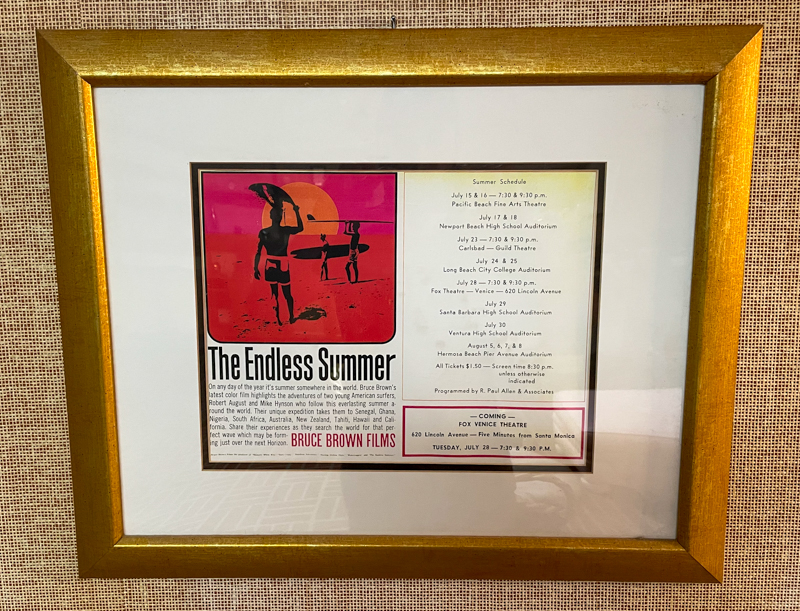 The Endless Summer
On any day of the year it's summer somewhere in the world. Bruce Brown's
latest color film highlights the adventures of two young American surfers,
Robert August and Mike Hynson who follow this everlasting summer a-
round the world. Their unique expedition takes them to Senegal, Ghana,
Nigeria, South Africa, Australia, New Zealand, Tahiti, Hawaii and Cali-
fornia. Share their experiences as they search the world for that per-
fect wave which may be form-
ing just over the next Horizon.
BRUCE BROWN FILMS
Summer Schedule
July 15 & 16 — 7:30 & 9:30 p.m.
Pacific Beach Fine Arts Theatre
July 17 & 18
Newport Beach High School Auditorium
July 23 — 7:30 & 9:30 p.m.
Carlsbad — Guild Theatre
July 24 & 25
Long Beach City College Auditorium
July 28 — 7:30 & 9:30 p.m.
Fox Theatre — Venice — 620 Lincoln Avenue
July 29
Santa Barbara High School Auditorium
July 30
Ventura High School Auditorium
August 5, 6, 7, & 8
Hermosa Beach Pier Avenue Auditorium
All Tickets $1.50 — Screen time 8:30 p.m.
unless otherwise
indicated
Programmed by R. Paul Allen & Associates
— COMING —
FOX VENICE THEATRE
620 Lincoln Avenue — Five Minutes from Santa Monica
TUESDAY, JULY 28 — 7:30 & 9:30 P.M.